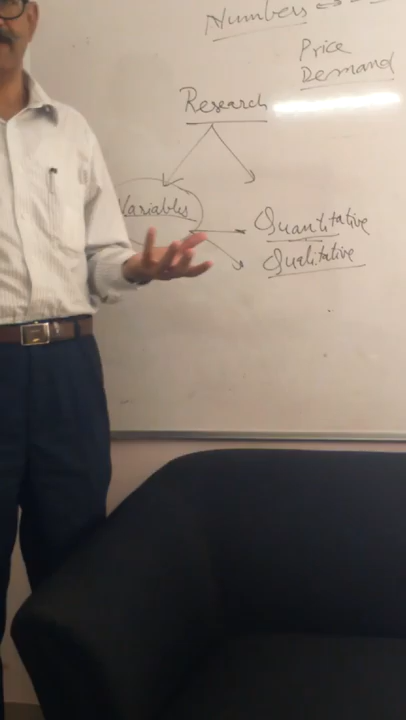 Numbers
Price
Demand
Research
Variables
Quantitative
Qualitative